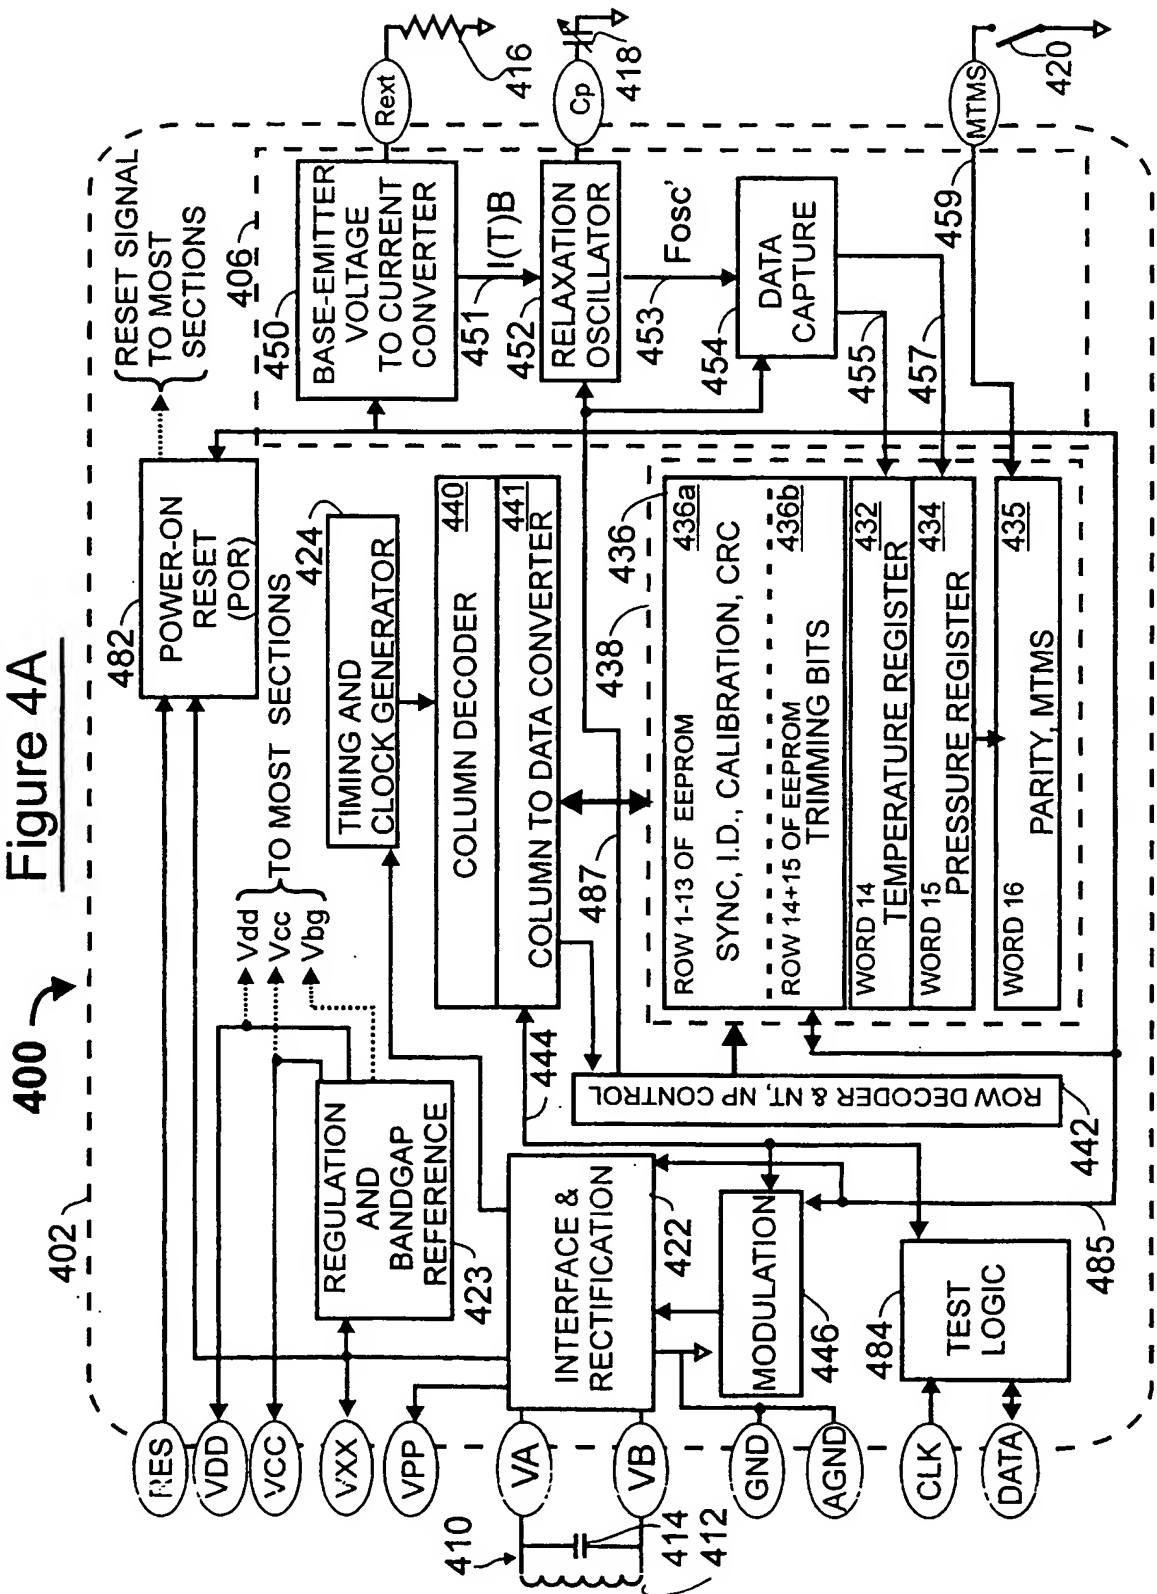 Figure 4A
400
402
482
POWER-ON
RESET
(POR)
RESET SIGNAL
TO MOST
SECTIONS
406
450
BASE-EMITTER
VOLTAGE
TO CURRENT
CONVERTER
Rext
416
451
I(T)B
452
RELAXATION
OSCILLATOR
Cp
418
453
Fosc'
454
DATA
CAPTURE
455
457
459
MTMS
420
TO MOST SECTIONS
Vdd
Vcc
Vbg
424
TIMING AND
CLOCK GENERATOR
REGULATION
AND
BANDGAP
REFERENCE
423
COLUMN DECODER
440
COLUMN TO DATA CONVERTER
441
444
487
438
436
ROW 1-13 OF EEPROM
436a
SYNC, I.D., CALIBRATION, CRC
ROW 14+15 OF EEPROM
436b
TRIMMING BITS
WORD 14
432
TEMPERATURE REGISTER
WORD 15
434
PRESSURE REGISTER
WORD 16
435
PARITY, MTMS
ROW DECODER & NT, NP CONTROL
442
INTERFACE &
RECTIFICATION
422
MODULATION
446
484
TEST
LOGIC
485
RES
VDD
VCC
VXX
VPP
VA
VB
GND
AGND
CLK
DATA
410
414
412